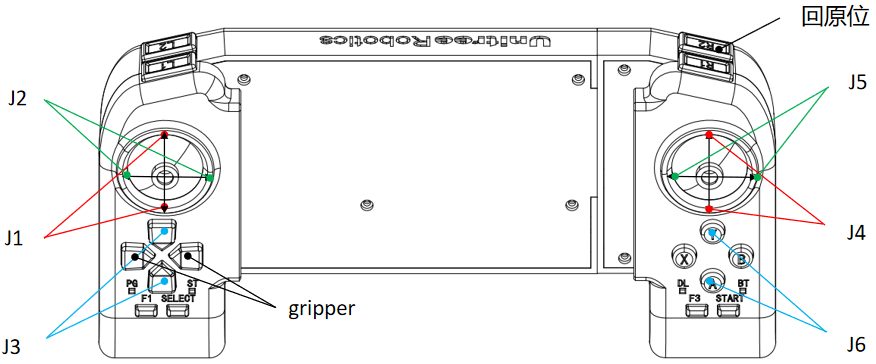 回原位
Unitree Robotics
L2
R2
L1
R1
J2
J5
J1
J4
Y
X
B
A
PG
ST
DL
BT
F1
SELECT
F3
START
gripper
J3
J6